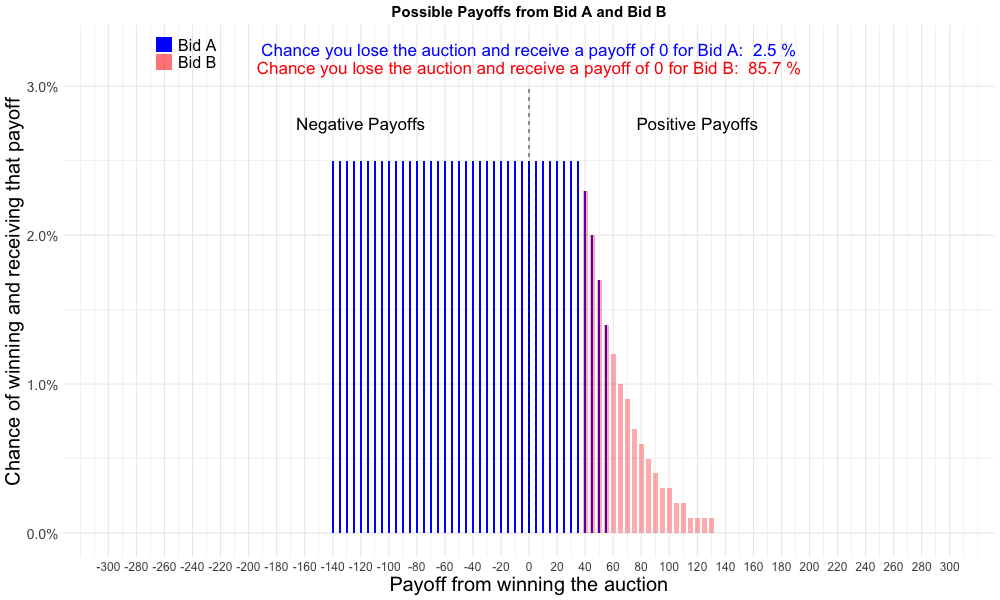 Possible Payoffs from Bid A and Bid B
Bid A
Bid B
Chance you lose the auction and receive a payoff of 0 for Bid A:  2.5 %
Chance you lose the auction and receive a payoff of 0 for Bid B:  85.7 %
Negative Payoffs
Positive Payoffs
Chance of winning and receiving that payoff
3.0%
2.0%
1.0%
0.0%
-300 -280 -260 -240 -220 -200 -180 -160 -140 -120 -100 -80 -60 -40 -20 0 20 40 60 80 100 120 140 160 180 200 220 240 260 280 300
Payoff from winning the auction